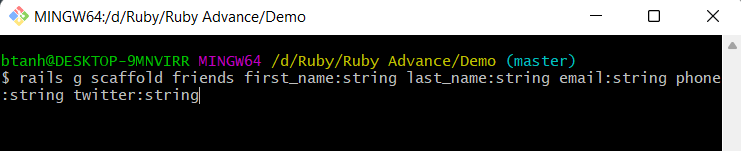 MINGW64:/d/Ruby/Ruby Advance/Demo
btanh@DESKTOP-9MNVIRR MINGW64 /d/Ruby/Ruby Advance/Demo (master)
$ rails g scaffold friends first_name:string last_name:string email:string phone
:string twitter:string